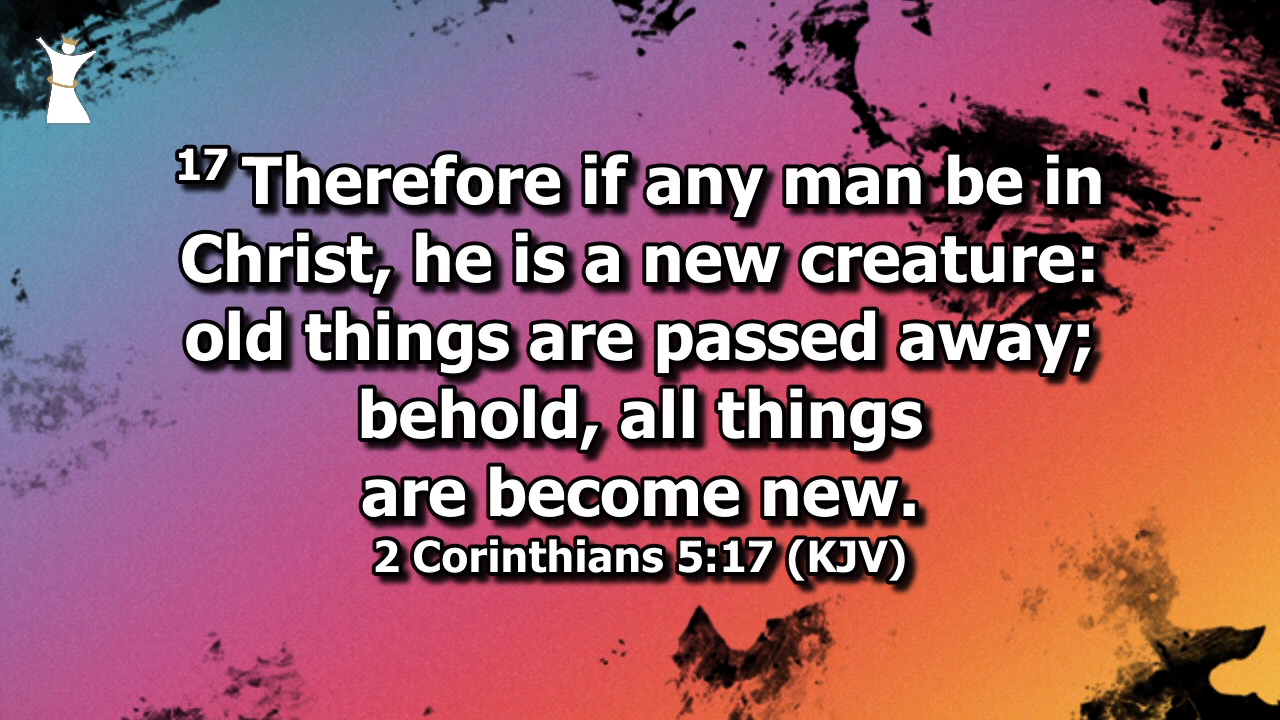 17 Therefore if any man be in
Christ, he is a new creature:
old things are passed away;
behold, all things
are become new.
2 Corinthians 5:17 (KJV)